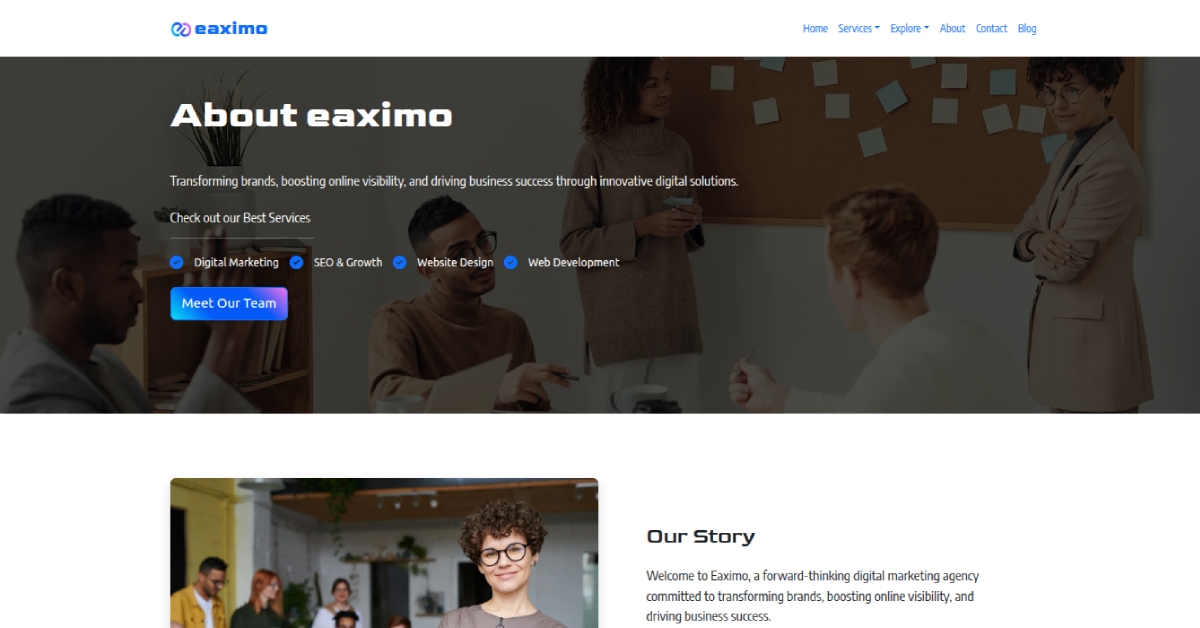 eaximo
Home Services Explore About Contact Blog
About eaximo
Transforming brands, boosting online visibility, and driving business success through innovative digital solutions.
Check out our Best Services
Digital Marketing SEO & Growth Website Design Web Development
Meet Our Team
Our Story
Welcome to Eaximo, a forward-thinking digital marketing agency
committed to transforming brands, boosting online visibility, and
driving business success.